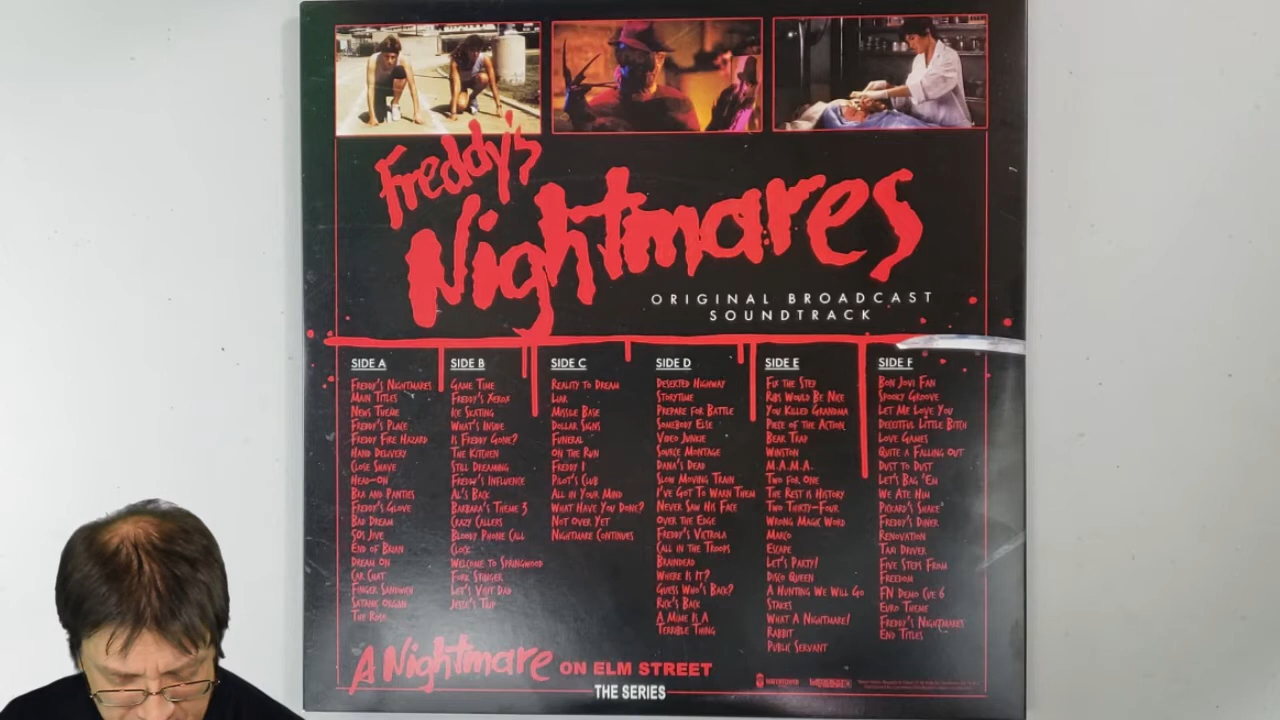 Freddy's
Nightmares
ORIGINAL BROADCAST
SOUNDTRACK
SIDE A
FREDDY'S NIGHTMARES
MAIN TITLES
NEWS THEME
FREDDY'S PLACE
FREDDY FIRE HAZARD
HAND DELIVERY
CLOSE SHAVE
HEAD-ON
BRA AND PANTIES
FREDDY'S GLOVE
BAD DREAM
50S JIVE
END OF BRIAN
DREAM ON
CAR CHAT
FINGER SANDWICH
SATANIC ORGAN
THE ROSE
SIDE B
GAME TIME
FREDDY'S XEROX
ICE SKATING
WHAT'S INSIDE
IS FREDDY GONE?
THE KITCHEN
STILL DREAMING
FREDDY'S INFLUENCE
AL'S BACK
BARBARA'S THEME 3
CRAZY CALLERS
BLOODY PHONE CALL
CLOCK
WELCOME TO SPRINGWOOD
FORK STINGER
LET'S VISIT DAD
JESSE'S TRIP
SIDE C
REALITY TO DREAM
LIAR
MISSILE BASE
DOLLAR SIGNS
FUNERAL
ON THE RUN
FREDDY 1
PILOT'S CLUB
ALL IN YOUR MIND
WHAT HAVE YOU DONE?
NOT OVER YET
NIGHTMARE CONTINUES
SIDE D
DESERTED HIGHWAY
STORYTIME
PREPARE FOR BATTLE
SOMEBODY ELSE
VIDEO JUNKIE
SOURCE MONTAGE
DANA'S DEAD
SLOW MOVING TRAIN
I'VE GOT TO WARN THEM
NEVER SAW HIS FACE
OVER THE EDGE
FREDDY'S VICTROLA
CALL IN THE TROOPS
BRAINDEAD
WHERE IS IT?
GUESS WHO'S BACK?
RICK'S BACK
A MIME IS A
TERRIBLE THING
SIDE E
FIX THE STEP
RIBS WOULD BE NICE
YOU KILLED GRANDMA
PIECE OF THE ACTION
BEAR TRAP
WINSTON
M.A.M.A.
TWO FOR ONE
THE REST IS HISTORY
TWO THIRTY-FOUR
WRONG MAGIC WORD
MARCO
ESCAPE
LET'S PARTY!
DISCO QUEEN
A HUNTING WE WILL GO
STAKES
WHAT A NIGHTMARE!
RABBIT
PUBLIC SERVANT
SIDE F
BON JOVI FAN
SPOOKY GROOVE
LET ME LOVE YOU
DECEITFUL LITTLE BITCH
LOVE GAMES
QUITE A FALLING OUT
DUST TO DUST
LET'S BAG 'EM
WE ATE HIM
PICKARD'S SHAKE
FREDDY'S DINER
RENOVATION
TAXI DRIVER
FIVE STEPS FROM
FREEDOM
FN DEMO CUE 6
EURO THEME
FREDDY'S NIGHTMARES
END TITLES
A Nightmare ON ELM STREET
THE SERIES